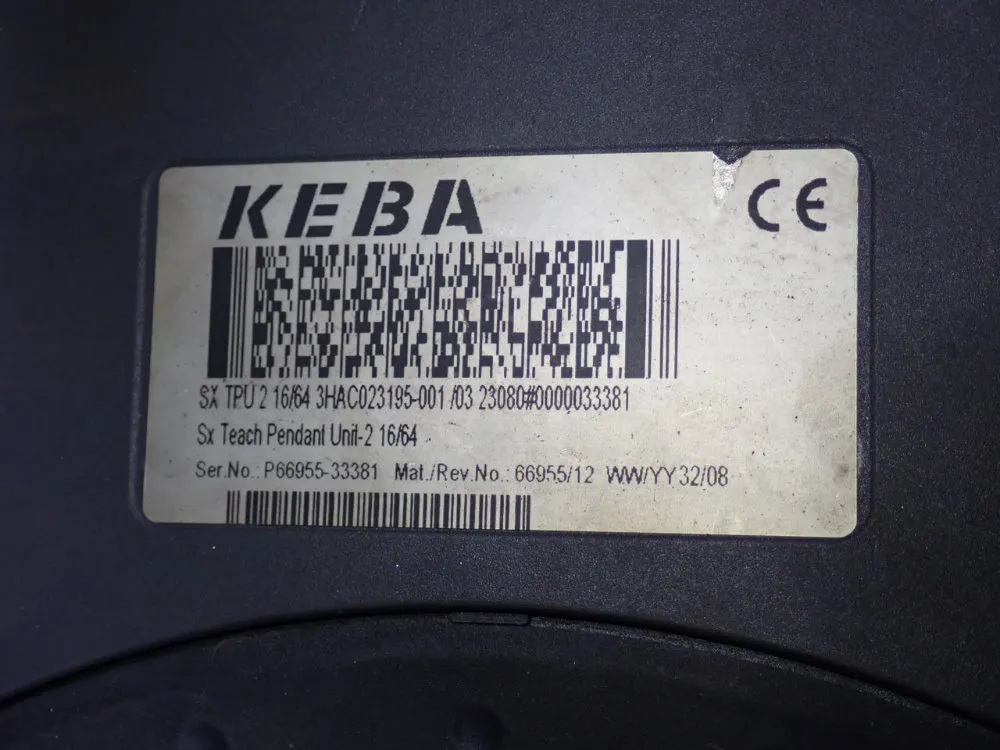 KEBA
CE
SX TPU 2 16/64 3HAC023195-001 /03 23080#0000033381
Sx Teach Pendant Unit-2 16/64
Ser.No.: P66955-33381 Mat./Rev.No.: 66955/12 WW/YY 32/08